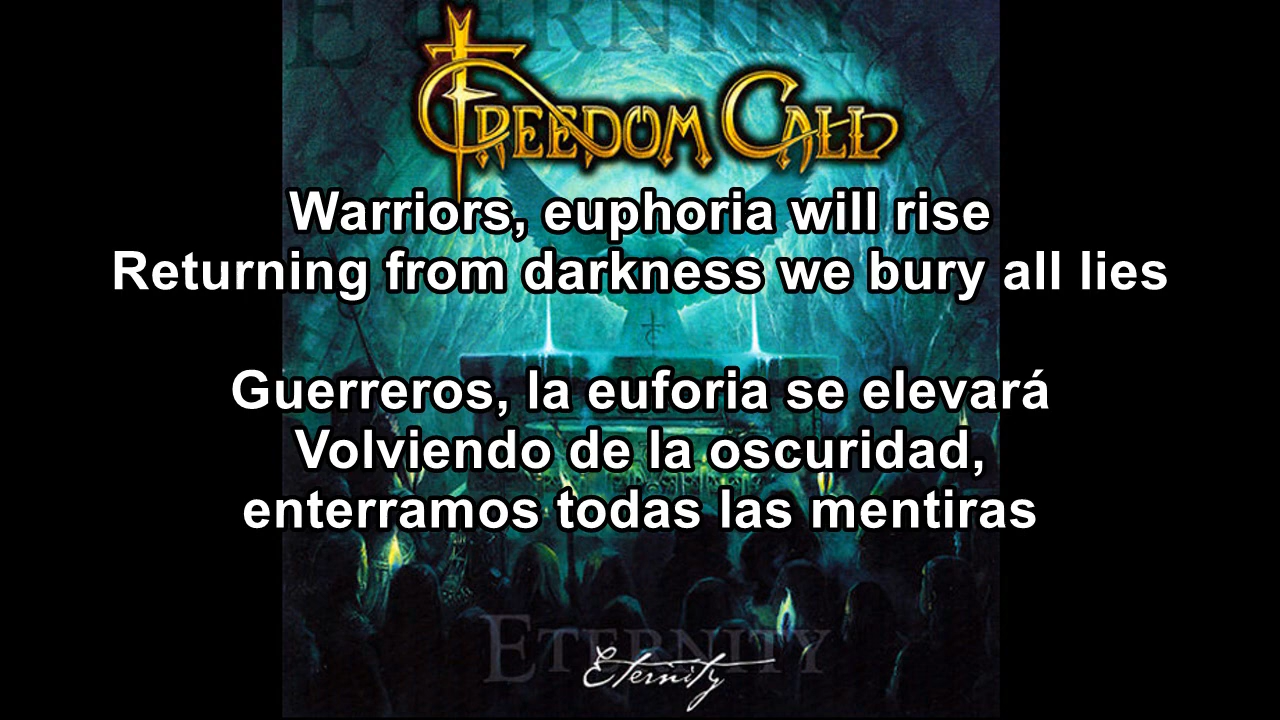 ETERNITY
FREEDOM CALL
Warriors, euphoria will rise
Returning from darkness we bury all lies
Guerreros, la euforia se elevará
Volviendo de la oscuridad,
enterramos todas las mentiras
ETERNITY
Eternity